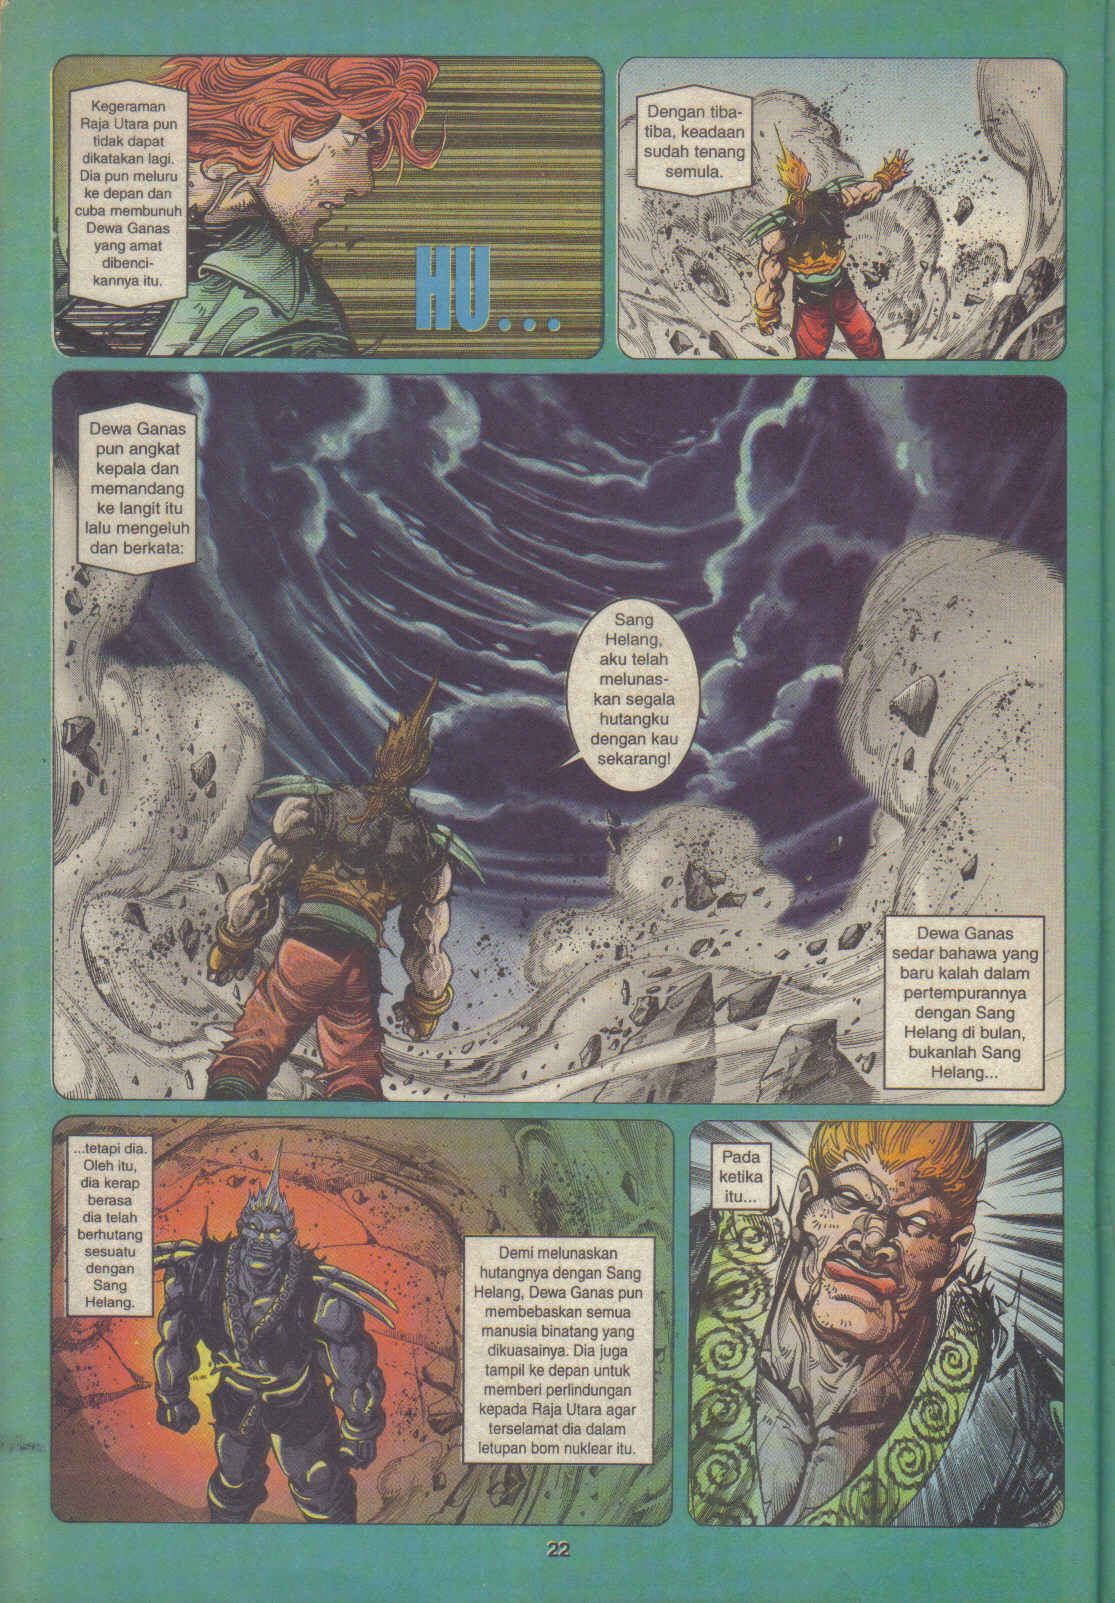 Kegeraman
Raja Utara pun
tidak dapat
dikatakan lagi.
Dia pun meluru
ke depan dan
cuba membunuh
Dewa Ganas
yang amat
dibenci-
kannya itu.
HU...
Dengan tiba-
tiba, keadaan
sudah tenang
semula.
Dewa Ganas
pun angkat
kepala dan
memandang
ke langit itu
lalu mengeluh
dan berkata:
Sang
Helang,
aku telah
melunas-
kan segala
hutangku
dengan kau
sekarang!
Dewa Ganas
sedar bahawa yang
baru kalah dalam
pertempurannya
dengan Sang
Helang di bulan,
bukanlah Sang
Helang...
...tetapi dia.
Oleh itu,
dia kerap
berasa
dia telah
berhutang
sesuatu
dengan
Sang
Helang.
Demi melunaskan
hutangnya dengan Sang
Helang, Dewa Ganas pun
membebaskan semua
manusia binatang yang
dikuasainya. Dia juga
tampil ke depan untuk
memberi perlindungan
kepada Raja Utara agar
terselamat dia dalam
letupan bom nuklear itu.
Pada
ketika
itu...
22